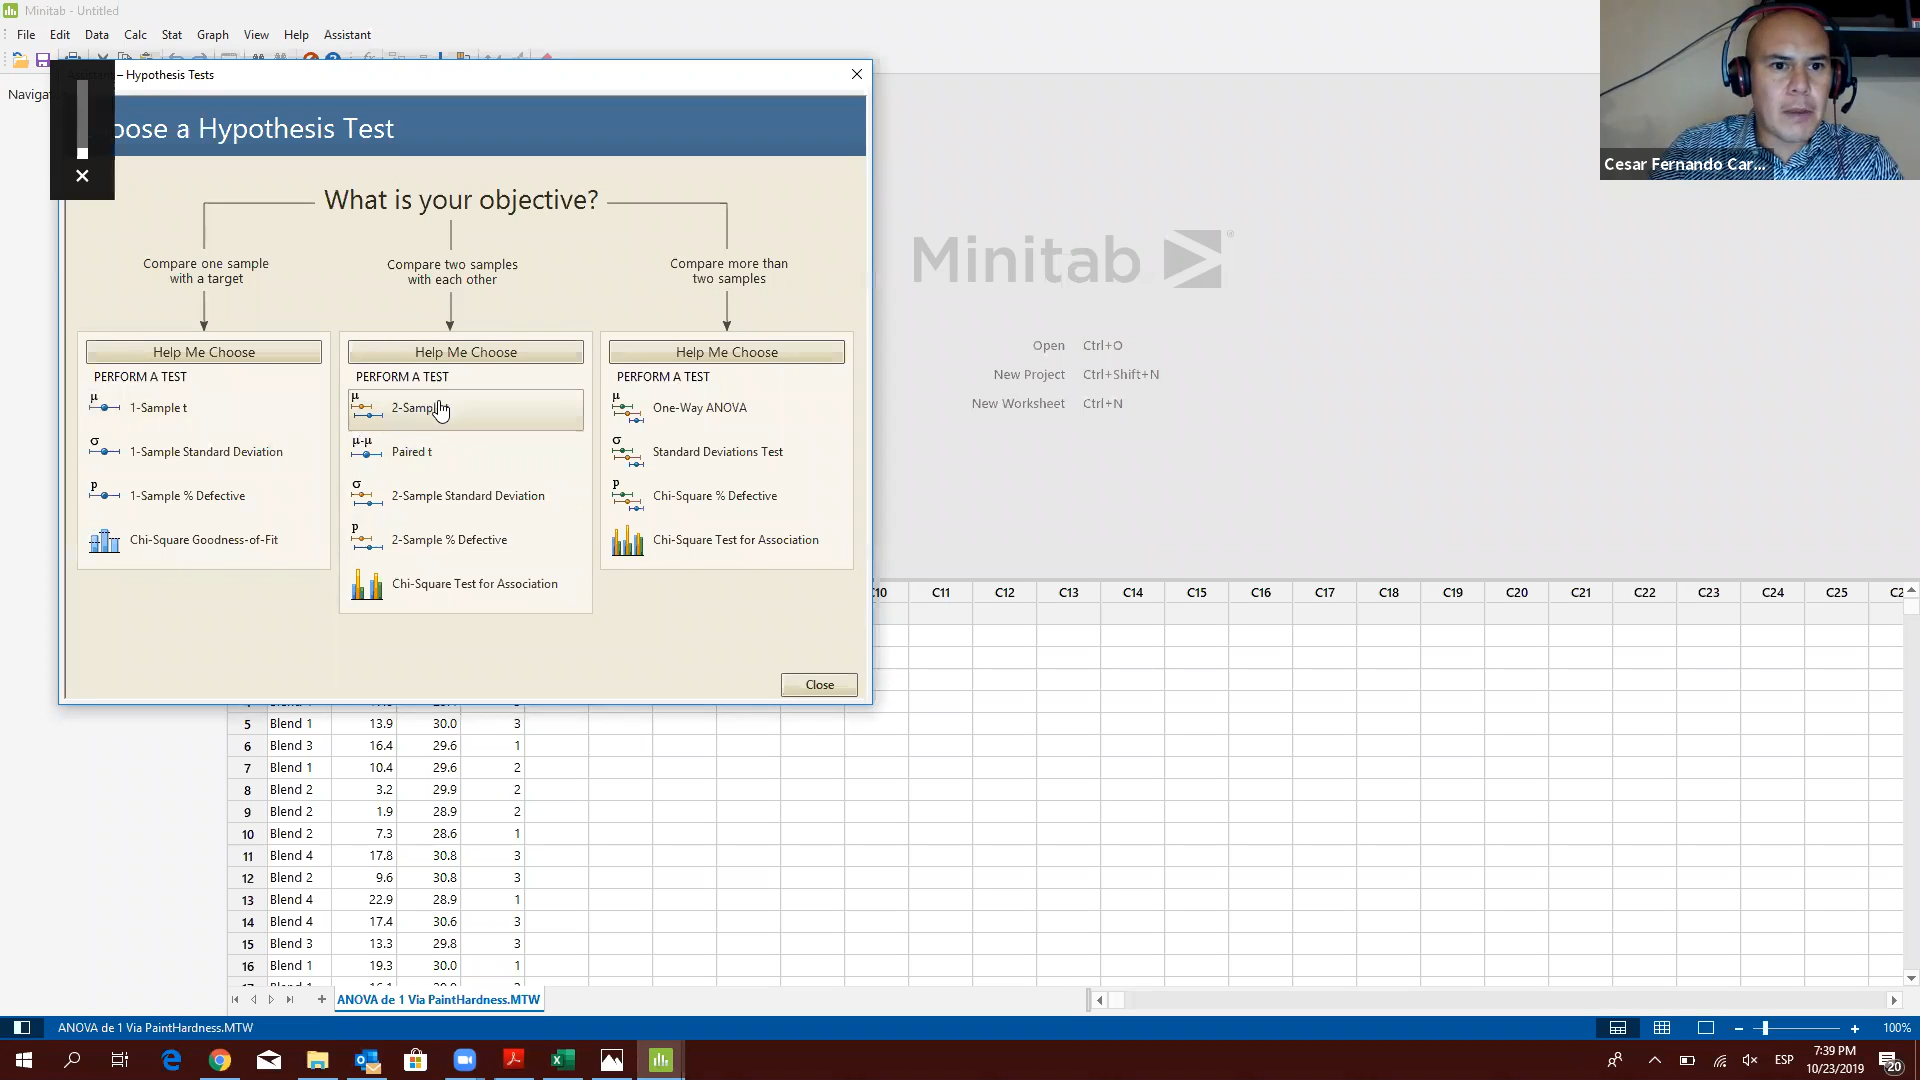 Minitab - Untitled
File Edit Data Calc Stat Graph View Help Assistant
– Hypothesis Tests
oose a Hypothesis Test
Navigat
What is your objective?
Compare one sample
with a target
Compare two samples
with each other
Compare more than
two samples
Help Me Choose
PERFORM A TEST
μ
1-Sample t
σ
1-Sample Standard Deviation
p
1-Sample % Defective
Chi-Square Goodness-of-Fit
Help Me Choose
PERFORM A TEST
μ
μ-μ
Paired t
σ
2-Sample Standard Deviation
p
2-Sample % Defective
Chi-Square Test for Association
Help Me Choose
PERFORM A TEST
μ
One-Way ANOVA
σ
Standard Deviations Test
p
Chi-Square % Defective
Chi-Square Test for Association
Close
Cesar Fernando Car...
Minitab ®
Open Ctrl+O
New Project Ctrl+Shift+N
New Worksheet Ctrl+N
C11 C12 C13 C14 C15 C16 C17 C18 C19 C20 C21 C22 C23 C24 C25
5 Blend 1 13.9 30.0 3
6 Blend 3 16.4 29.6 1
7 Blend 1 10.4 29.6 2
8 Blend 2 3.2 29.9 2
9 Blend 2 1.9 28.9 2
10 Blend 2 7.3 28.6 1
11 Blend 4 17.8 30.8 3
12 Blend 2 9.6 30.8 3
13 Blend 4 22.9 28.9 1
14 Blend 4 17.4 30.6 3
15 Blend 3 13.3 29.8 3
16 Blend 1 19.3 30.0 1
ANOVA de 1 Via PaintHardness.MTW
ANOVA de 1 Via PaintHardness.MTW
100%
ESP
7:39 PM
10/23/2019
20